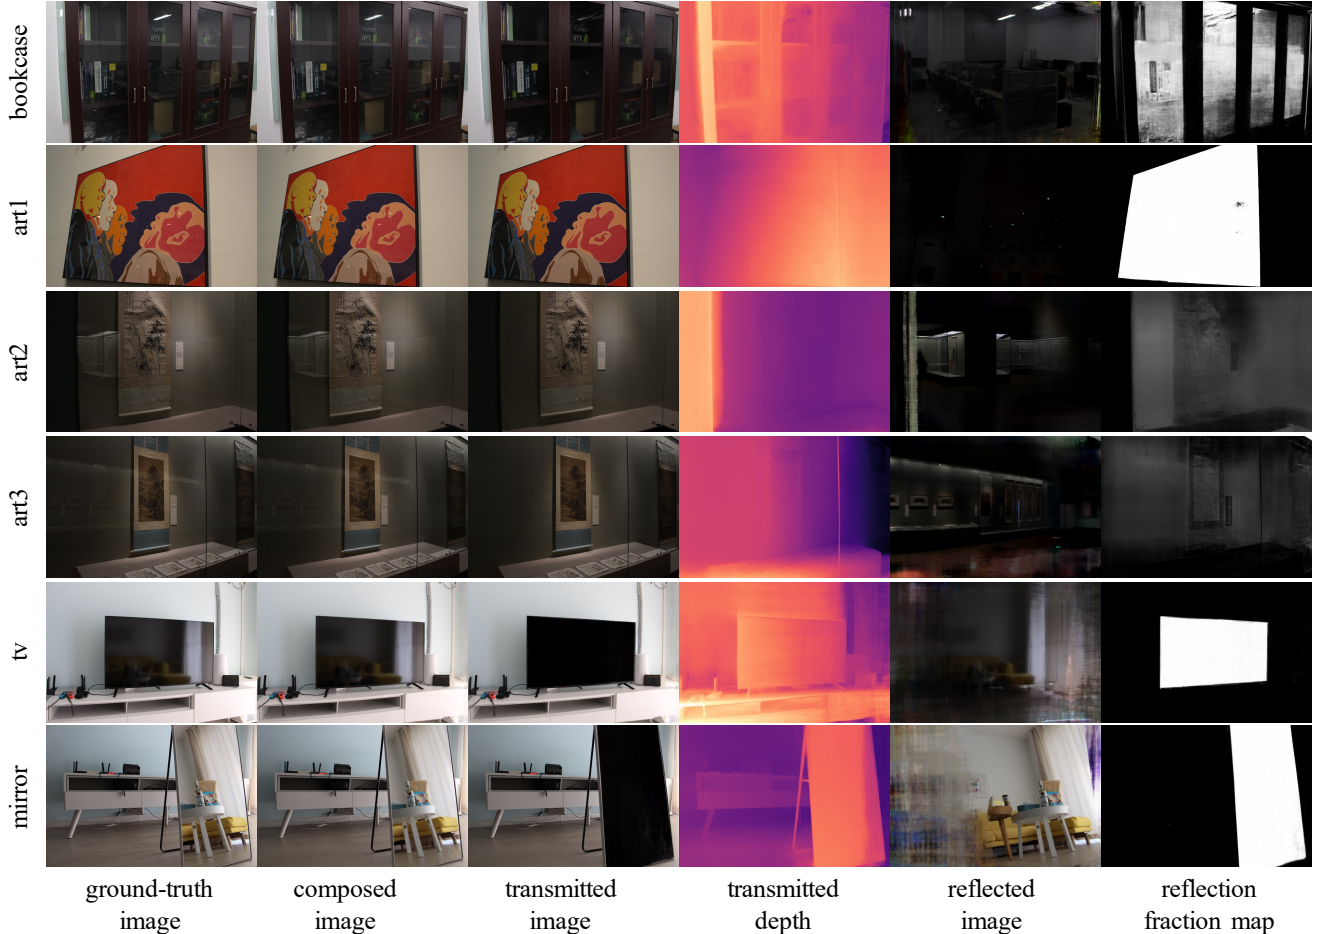 bookcase
art1
art2
art3
tv
mirror
ground-truth
image
composed
image
transmitted
image
transmitted
depth
reflected
image
reflection
fraction map